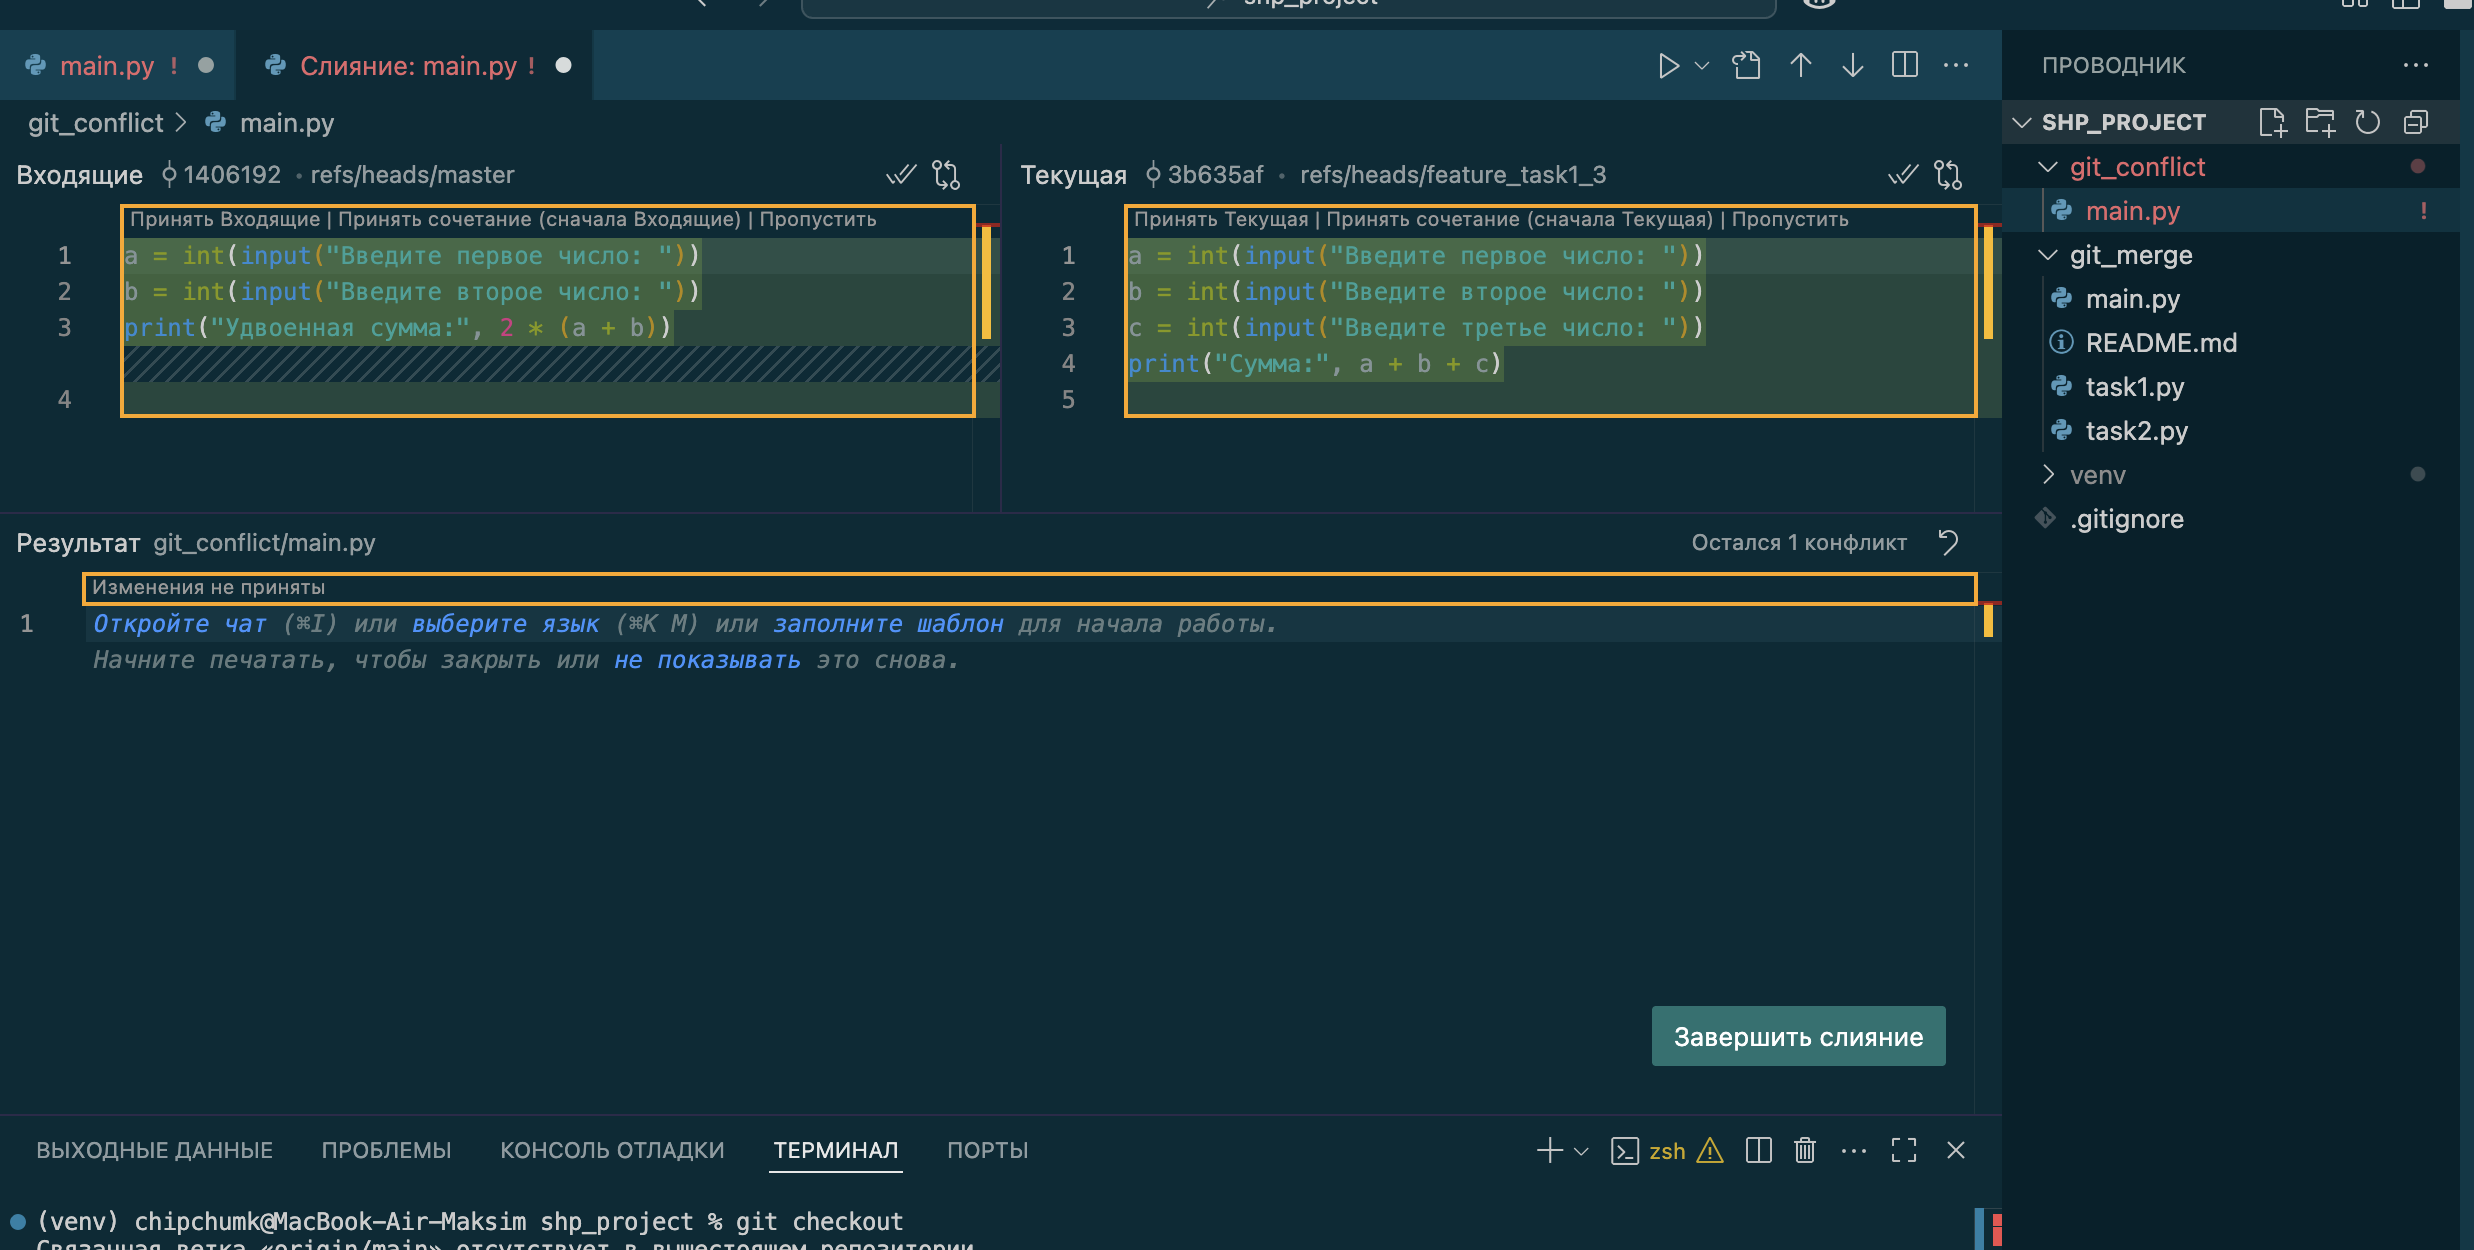 shp_project
main.py !
Слияние: main.py !
git_conflict > main.py
Входящие 1406192 • refs/heads/master
Принять Входящие | Принять сочетание (сначала Входящие) | Пропустить
1 a = int(input("Введите первое число: "))
2 b = int(input("Введите второе число: "))
3 print("Удвоенная сумма:", 2 * (a + b))
4
Текущая 3b635af • refs/heads/feature_task1_3
Принять Текущая | Принять сочетание (сначала Текущая) | Пропустить
1 a = int(input("Введите первое число: "))
2 b = int(input("Введите второе число: "))
3 c = int(input("Введите третье число: "))
4 print("Сумма:", a + b + c)
5
Результат git_conflict/main.py
Остался 1 конфликт
Изменения не приняты
1 Откройте чат (⌘I) или выберите язык (⌘K M) или заполните шаблон для начала работы.
Начните печатать, чтобы закрыть или не показывать это снова.
Завершить слияние
ВЫХОДНЫЕ ДАННЫЕ ПРОБЛЕМЫ КОНСОЛЬ ОТЛАДКИ ТЕРМИНАЛ ПОРТЫ
zsh
(venv) chipchumk@MacBook-Air-Maksim shp_project % git checkout
Связанная ветка «origin/main» отсутствует в вышестоящем репозитории
ПРОВОДНИК
SHP_PROJECT
git_conflict
main.py !
git_merge
main.py
README.md
task1.py
task2.py
venv
.gitignore